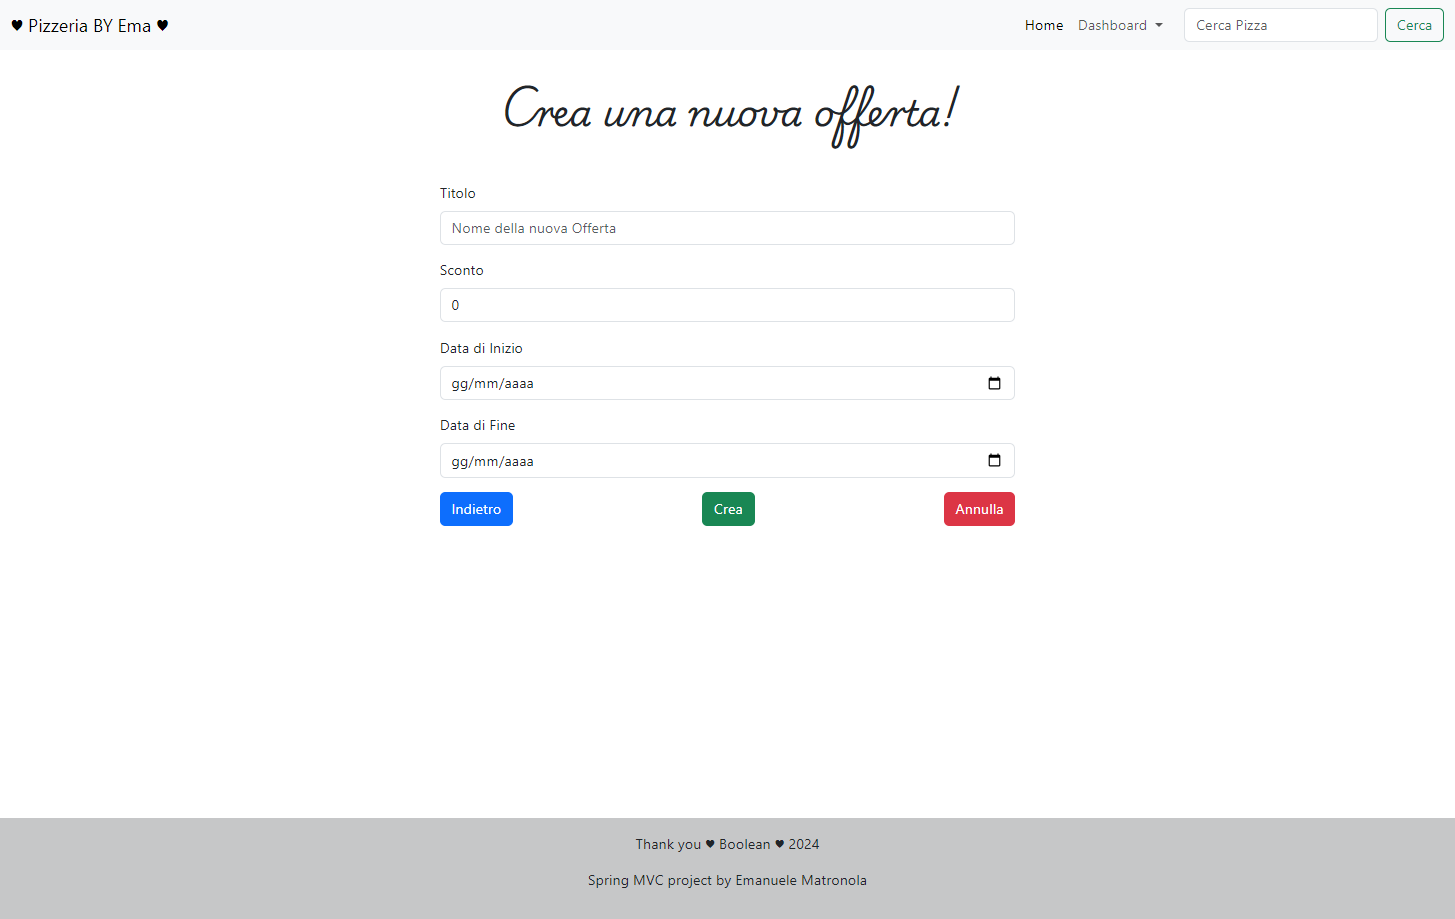 ♥ Pizzeria BY Ema ♥ Home Dashboard Cerca Pizza Cerca
Crea una nuova offerta!
Titolo
Nome della nuova Offerta
Sconto
0
Data di Inizio
gg/mm/aaaa
Data di Fine
gg/mm/aaaa
Indietro Crea Annulla
Thank you ♥ Boolean ♥ 2024
Spring MVC project by Emanuele Matronola